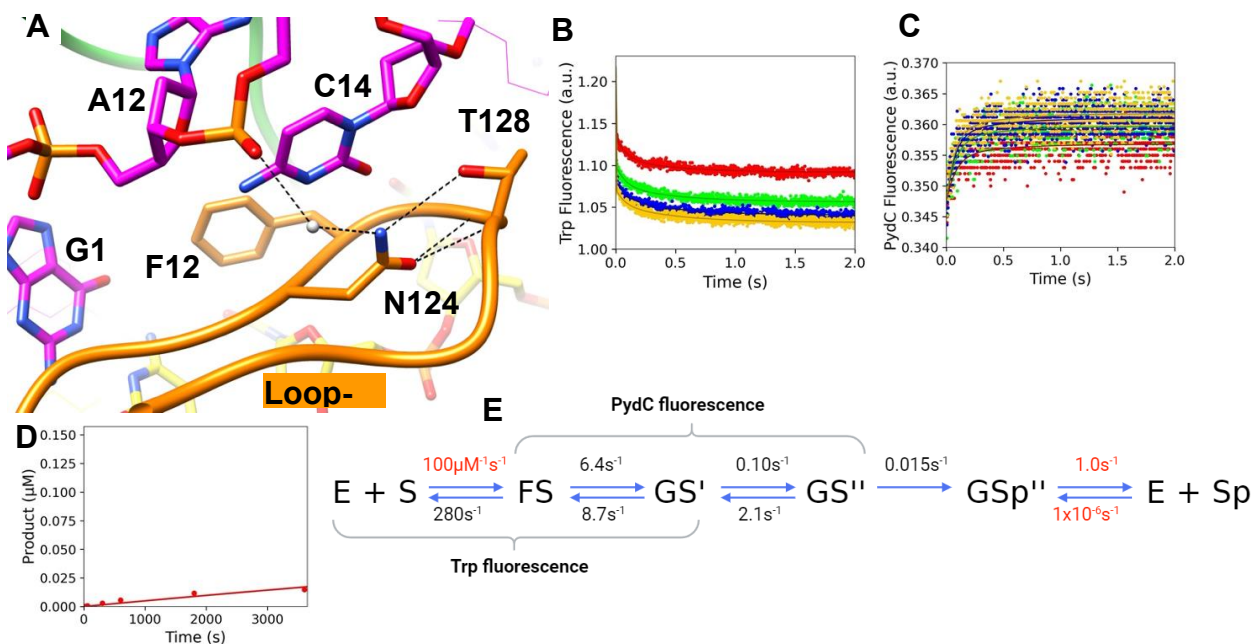 A
A12
C14
T128
G1
F12
N124
Loop-
B
Trp Fluorescence (a.u.)
1.20
1.15
1.10
1.05
1.00
0.0 0.5 1.0 1.5 2.0
Time (s)
C
PydC Fluorescence (a.u.)
0.370
0.365
0.360
0.355
0.350
0.345
0.340
0.0 0.5 1.0 1.5 2.0
Time (s)
D
Product (μM)
0.150
0.125
0.100
0.075
0.050
0.025
0.000
0 1000 2000 3000
Time (s)
E
PydC fluorescence
100μM⁻¹s⁻¹ 6.4s⁻¹ 0.10s⁻¹ 0.015s⁻¹ 1.0s⁻¹
E + S FS GS' GS'' GSp'' E + Sp
280s⁻¹ 8.7s⁻¹ 2.1s⁻¹ 1x10⁻⁶s⁻¹
Trp fluorescence